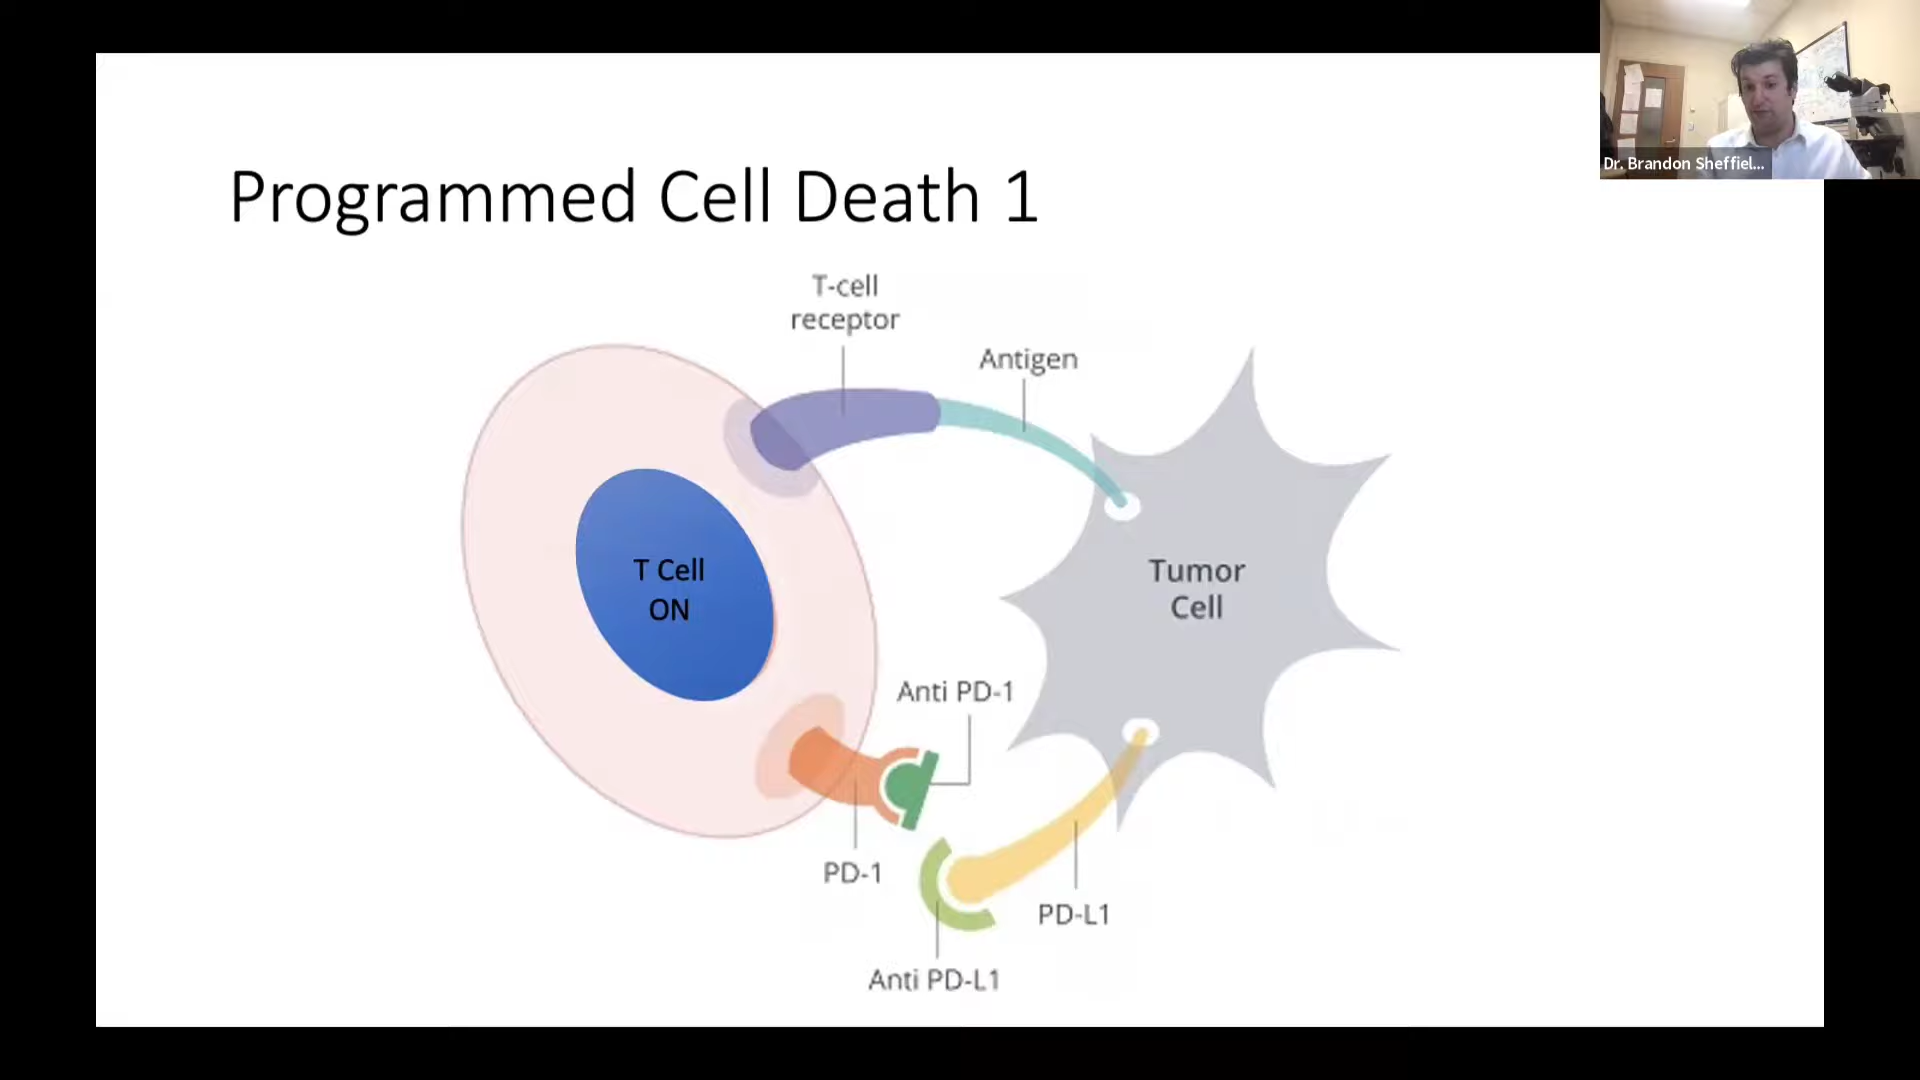 Dr. Brandon Sheffiel...
Programmed Cell Death 1
T-cell
receptor
Antigen
T Cell
ON
Tumor
Cell
Anti PD-1
PD-1
PD-L1
Anti PD-L1